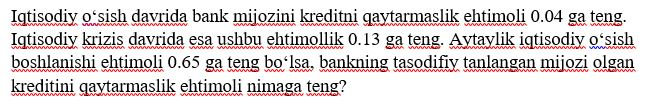 Iqtisodiy o‘sish davrida bank mijozini kreditni qaytarmaslik ehtimoli 0.04 ga teng.
Iqtisodiy krizis davrida esa ushbu ehtimollik 0.13 ga teng. Aytaylik iqtisodiy o‘sish
boshlanishi ehtimoli 0.65 ga teng bo‘lsa, bankning tasodifiy tanlangan mijozi olgan
kreditini qaytarmaslik ehtimoli nimaga teng?